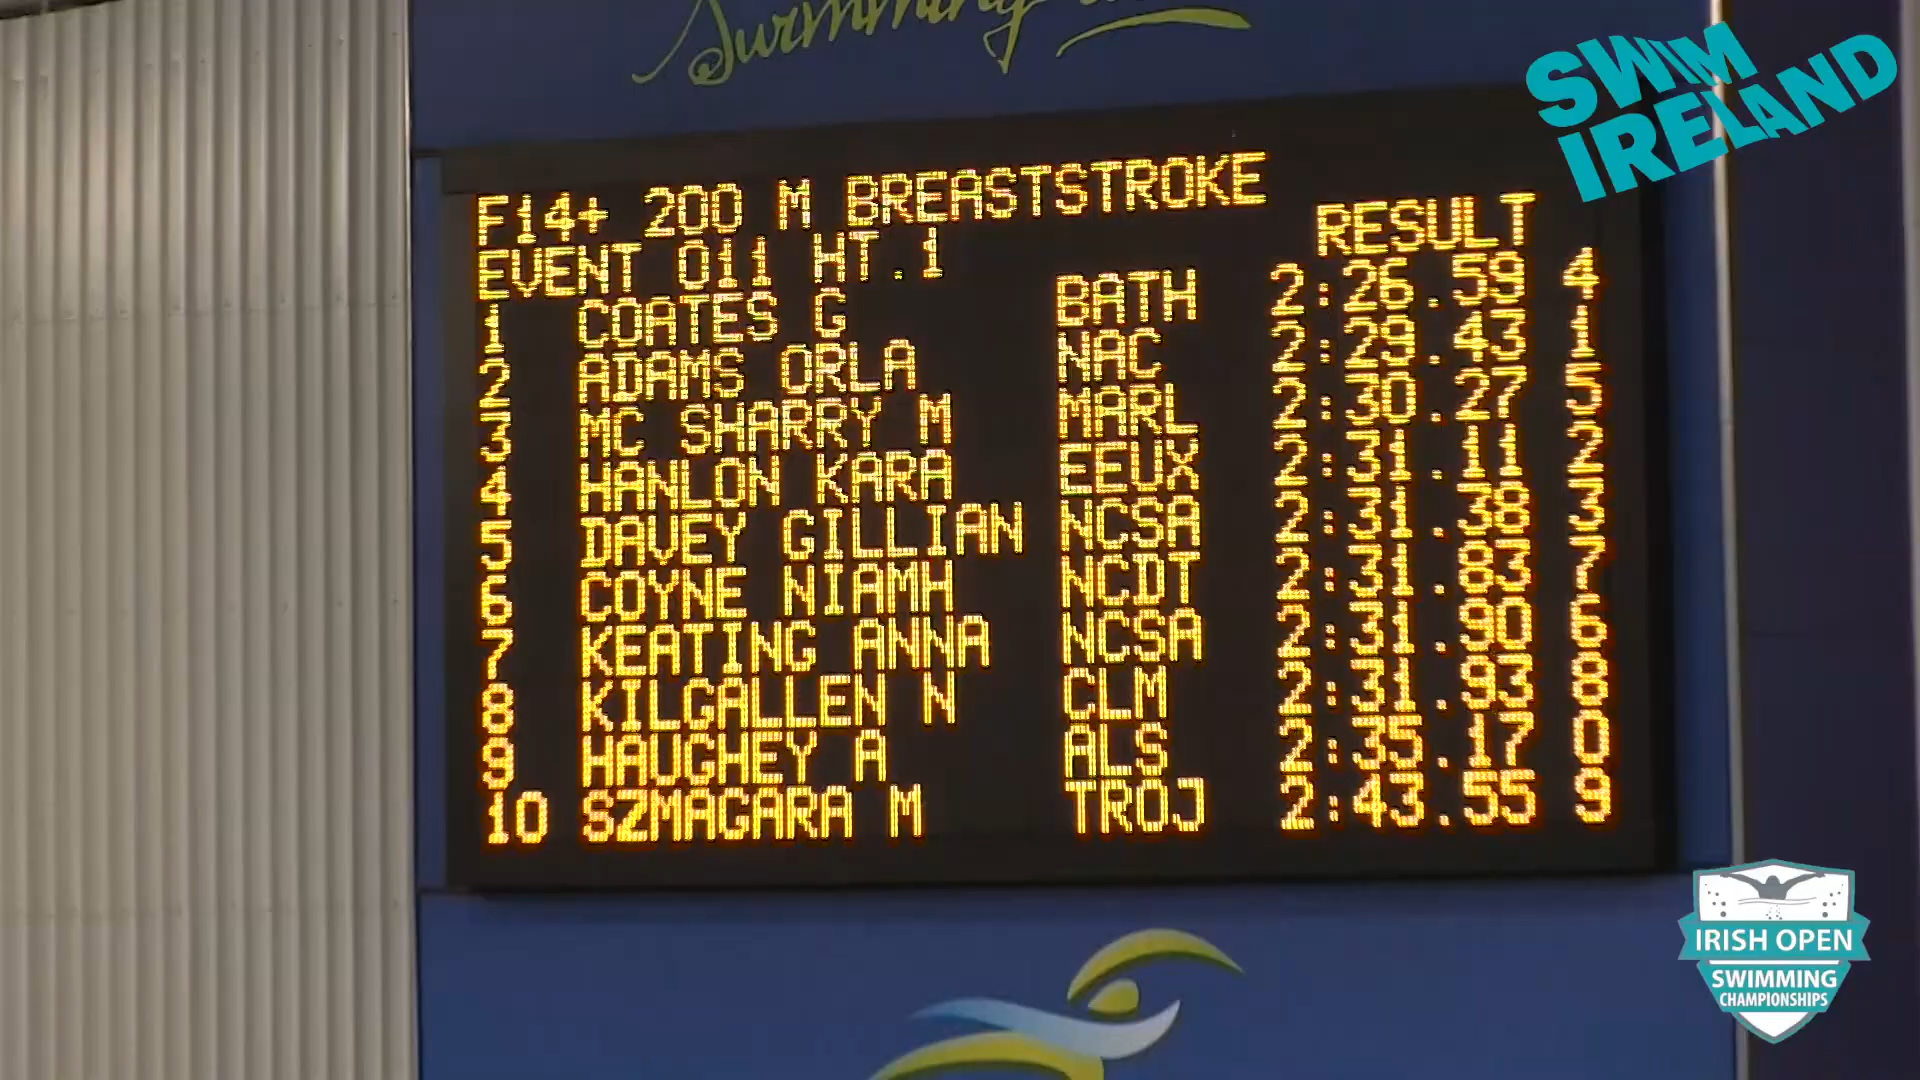 Swimming
SWIM
IRELAND
F14+ 200 M BREASTSTROKE RESULT
EVENT 011 HT.1
1 COATES G BATH 2:26.59 4
2 ADAMS ORLA NAC 2:29.43 1
3 MC SHARRY M MARL 2:30.27 5
4 HANLON KARA EEUX 2:31.11 2
5 DAVEY GILLIAN NCSA 2:31.38 3
6 COYNE NIAMH NCDT 2:31.83 7
7 KEATING ANNA NCSA 2:31.90 6
8 KILGALLEN N CLM 2:31.93 8
9 HAUGHEY A ALS 2:35.17 0
10 SZMAGARA M TROJ 2:43.55 9
IRISH OPEN
SWIMMING
CHAMPIONSHIPS